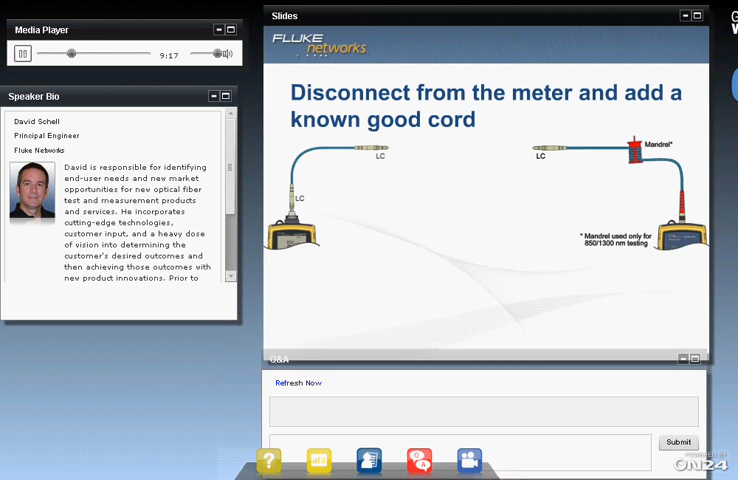 Media Player
9:17
Speaker Bio
David Schell
Principal Engineer
Fluke Networks
David is responsible for identifying
end-user needs and new market
opportunities for new optical fiber
test and measurement products
and services. He incorporates
cutting-edge technologies,
customer input, and a heavy dose
of vision into determining the
customer's desired outcomes and
then achieving those outcomes with
new product innovations. Prior to
Slides
FLUKE
networks
Disconnect from the meter and add a
known good cord
LC
LC
LC
Mandrel*
* Mandrel used only for
850/1300 nm testing
Q&A
Refresh Now
Submit
?
Q
A
POWERED BY
ON24